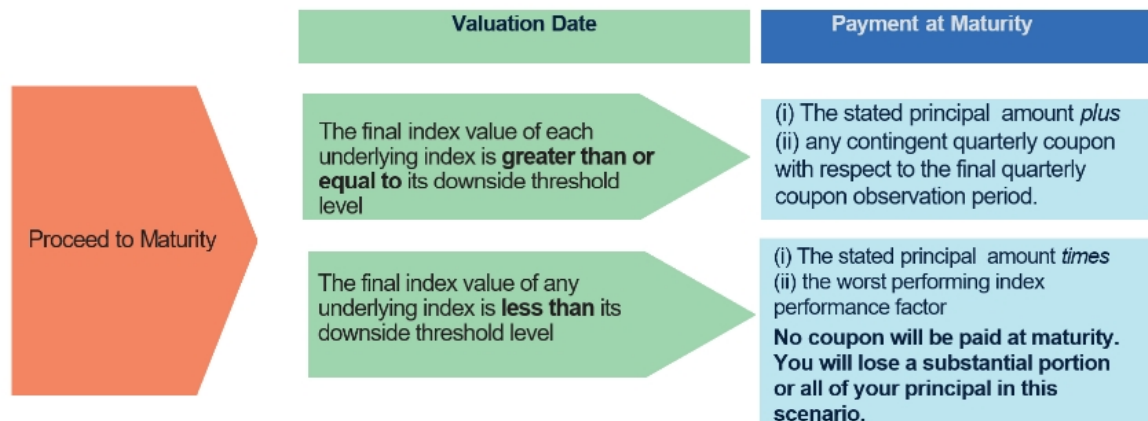 Valuation Date
Payment at Maturity
Proceed to Maturity
The final index value of each
underlying index is greater than or
equal to its downside threshold
level
(i) The stated principal amount plus
(ii) any contingent quarterly coupon
with respect to the final quarterly
coupon observation period.
The final index value of any
underlying index is less than its
downside threshold level
(i) The stated principal amount times
(ii) the worst performing index
performance factor
No coupon will be paid at maturity.
You will lose a substantial portion
or all of your principal in this
scenario.